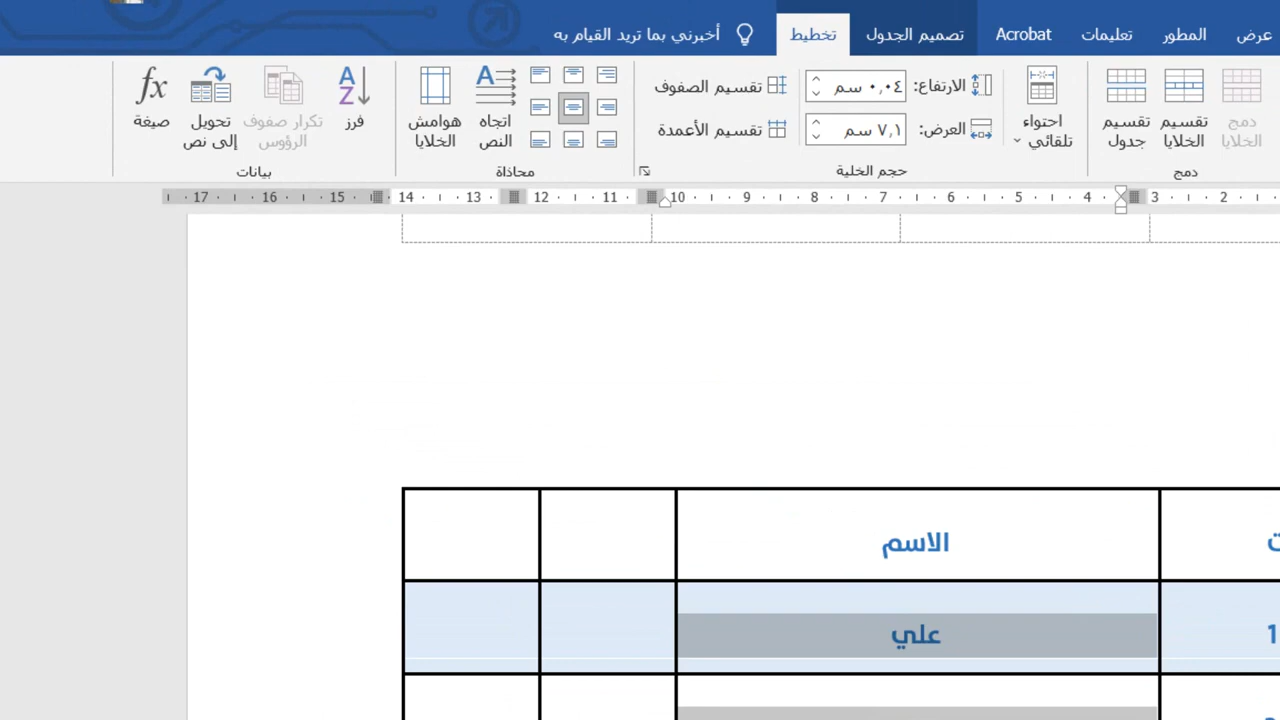 عرض المطور تعليمات Acrobat تصميم الجدول تخطيط أخبرني بما تريد القيام به
دمج الخلايا
تقسيم الخلايا
تقسيم جدول
دمج
احتواء تلقائي
الارتفاع: ٠,٠٤ سم
العرض: ٧,١ سم
تقسيم الصفوف
تقسيم الأعمدة
حجم الخلية
اتجاه النص
هوامش الخلايا
محاذاة
فرز
تكرار صفوف الرؤوس
تحويل إلى نص
صيغة
بيانات
17 16 15 14 13 12 11 10 9 8 7 6 5 4 3 2
ت الاسم
1 علي